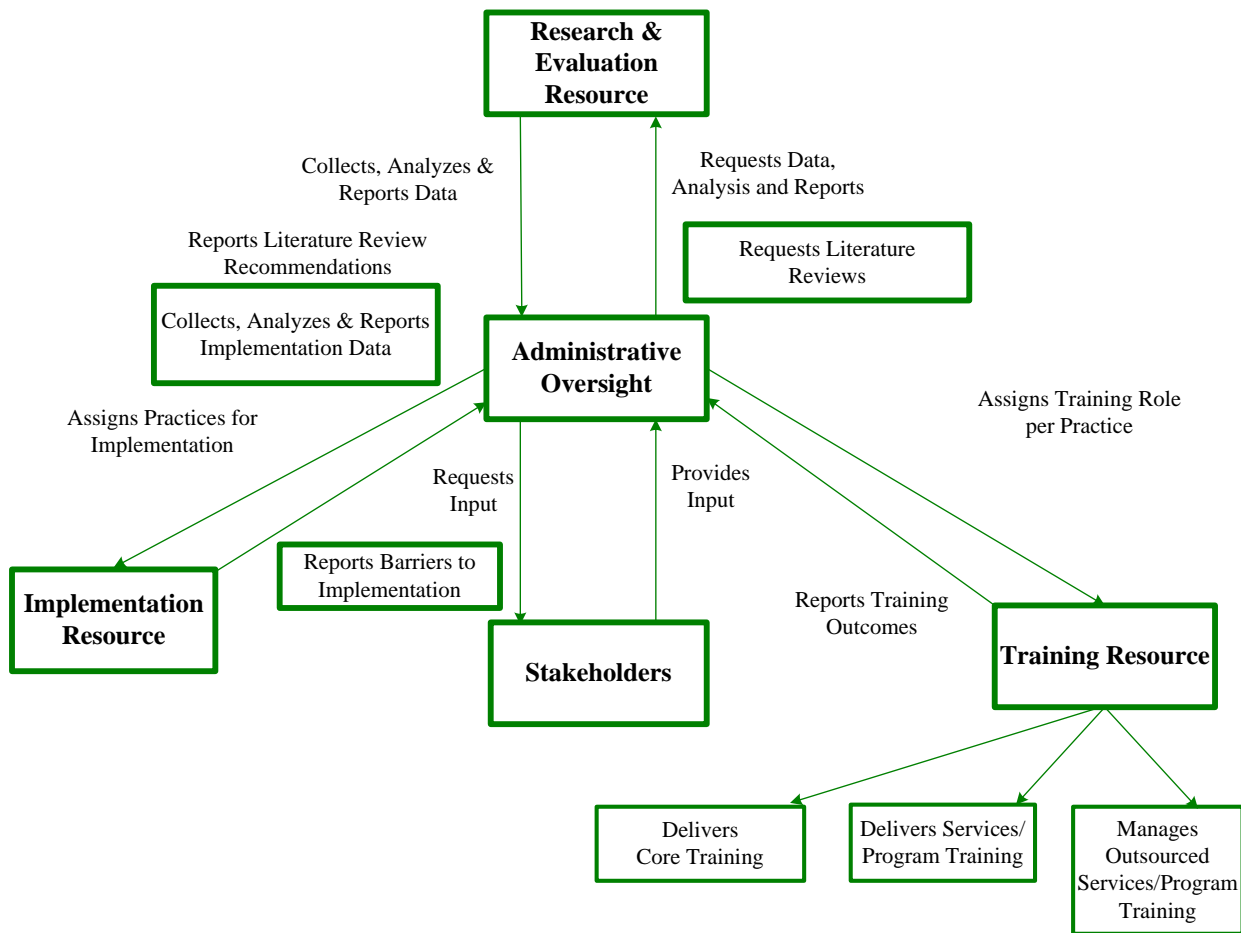 Research &
Evaluation
Resource
Collects, Analyzes &
Reports Data
Requests Data,
Analysis and Reports
Reports Literature Review
Recommendations
Requests Literature
Reviews
Collects, Analyzes & Reports
Implementation Data
Administrative
Oversight
Assigns Practices for
Implementation
Assigns Training Role
per Practice
Requests
Input
Provides
Input
Reports Barriers to
Implementation
Implementation
Resource
Reports Training
Outcomes
Stakeholders
Training Resource
Delivers
Core Training
Delivers Services/
Program Training
Manages
Outsourced
Services/Program
Training